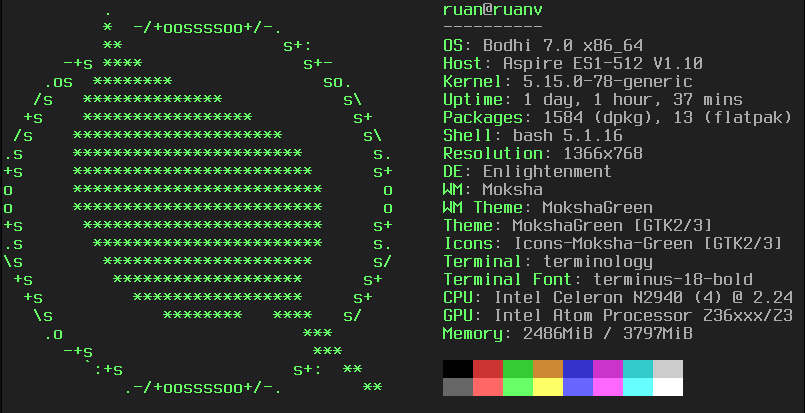 ruan@ruanv
----------
OS: Bodhi 7.0 x86_64
Host: Aspire ES1-512 V1.10
Kernel: 5.15.0-78-generic
Uptime: 1 day, 1 hour, 37 mins
Packages: 1584 (dpkg), 13 (flatpak)
Shell: bash 5.1.16
Resolution: 1366x768
DE: Enlightenment
WM: Moksha
WM Theme: MokshaGreen
Theme: MokshaGreen [GTK2/3]
Icons: Icons-Moksha-Green [GTK2/3]
Terminal: terminology
Terminal Font: terminus-18-bold
CPU: Intel Celeron N2940 (4) @ 2.24
GPU: Intel Atom Processor Z36xxx/Z3
Memory: 2486MiB / 3797MiB